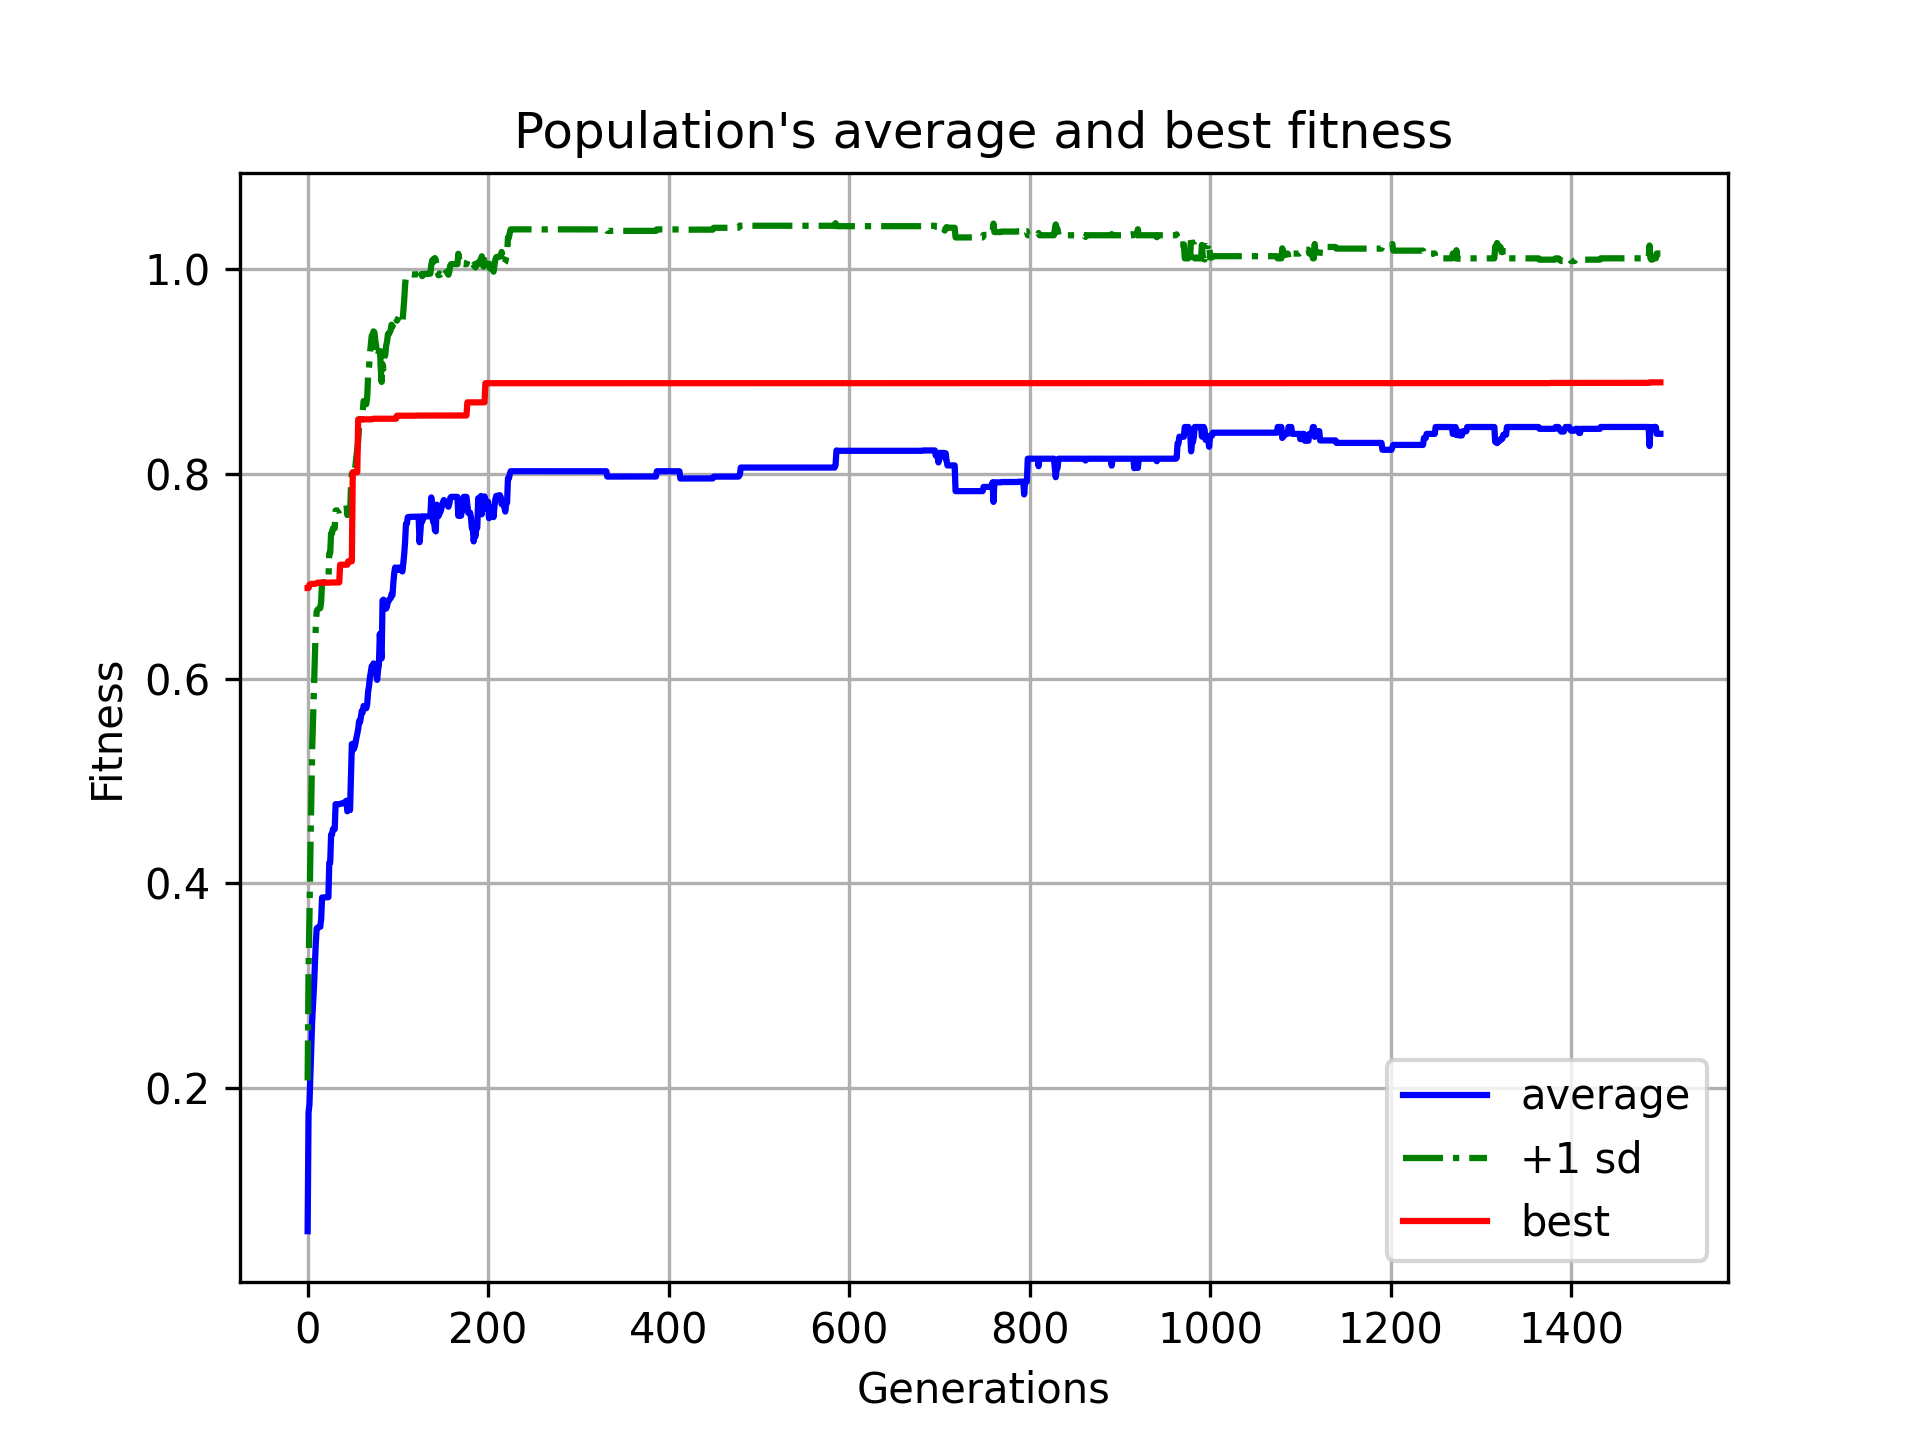 Population's average and best fitness
Fitness
1.0
0.8
0.6
0.4
0.2
0 200 400 600 800 1000 1200 1400
Generations
average
+1 sd
best